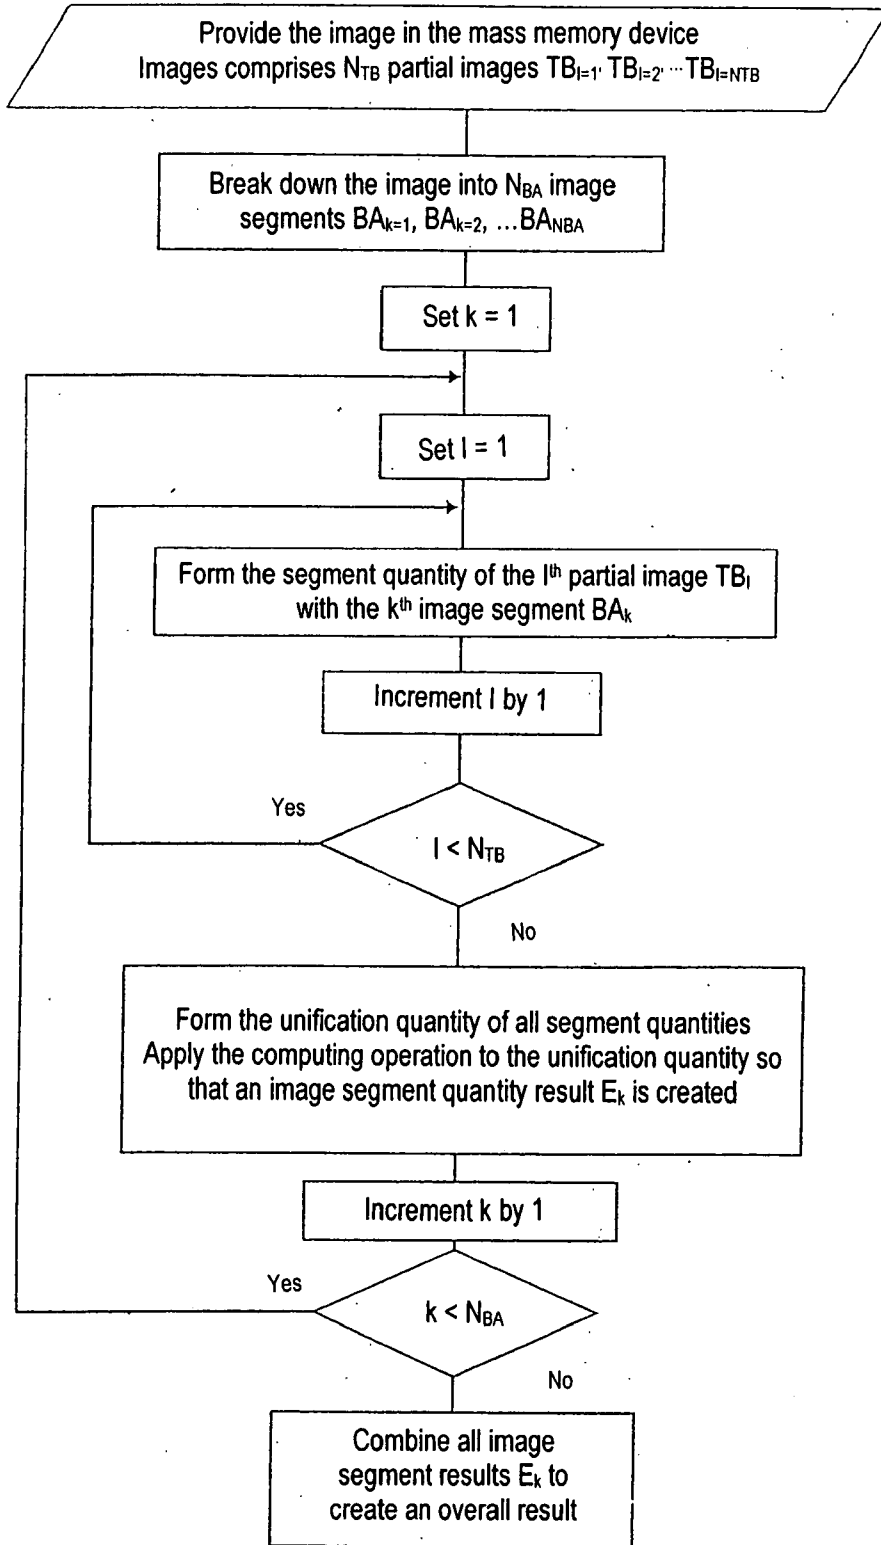 Provide the image in the mass memory device
Images comprises N_TB partial images TB_l=1, TB_l=2, ...TB_l=NTB
Break down the image into N_BA image
segments BA_k=1, BA_k=2, ...BA_NBA
Set k = 1
Set l = 1
Form the segment quantity of the l^th partial image TB_l
with the k^th image segment BA_k
Increment l by 1
Yes
l < N_TB
No
Form the unification quantity of all segment quantities
Apply the computing operation to the unification quantity so
that an image segment quantity result E_k is created
Increment k by 1
Yes
k < N_BA
No
Combine all image
segment results E_k to
create an overall result